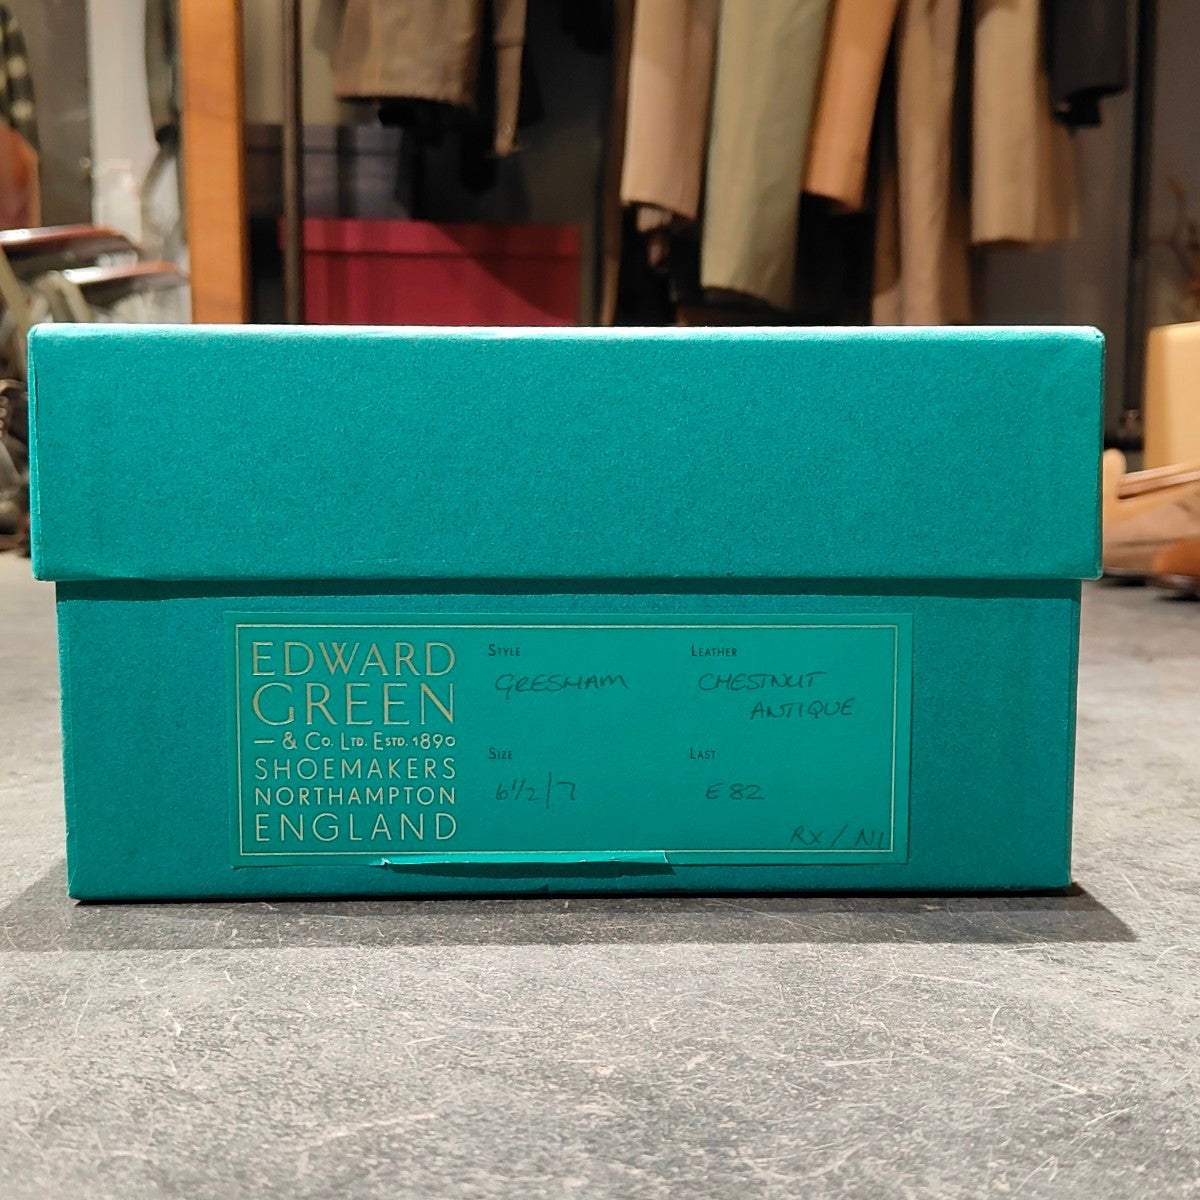 EDWARD
GREEN
— & Co. LTD. ESTD. 1890
SHOEMAKERS
NORTHAMPTON
ENGLAND
STYLE
GRESHAM
LEATHER
CHESTNUT
ANTIQUE
SIZE
6½/7
LAST
E82
RX / NI